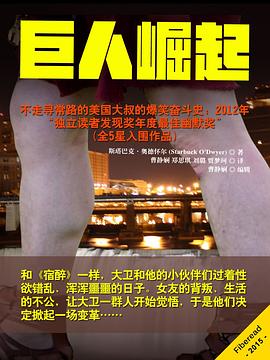 巨人崛起
不走寻常路的美国大叔的爆笑奋斗史;2012年
“独立读者发现奖年度最佳幽默奖”
(全5星入围作品)
斯塔巴克·奥德怀尔 (Starbuck O'Dwyer) 著
曹静娴 郑思琪 刘璐 贾梦问 译
曹静娴 编辑
和《宿醉》一样,大卫和他的小伙伴们过着性
欲错乱,浑浑噩噩的日子。女友的背叛,生活
的不公,让大卫一群人开始觉悟,于是他们决
定掀起一场变革……
Fiberead
- 2015 -